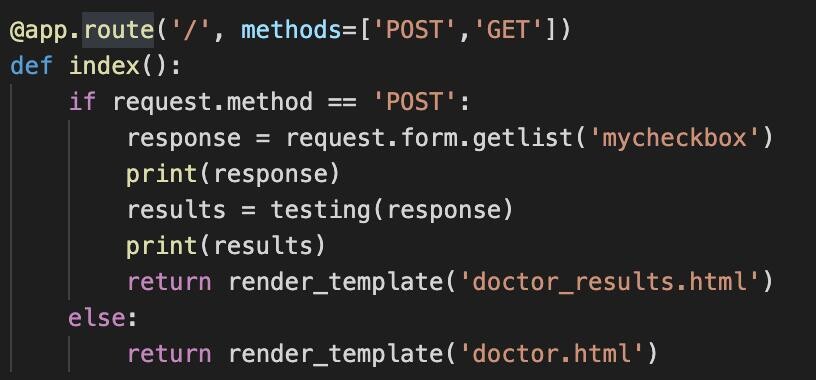 @app.route('/', methods=['POST','GET'])
def index():
    if request.method == 'POST':
        response = request.form.getlist('mycheckbox')
        print(response)
        results = testing(response)
        print(results)
        return render_template('doctor_results.html')
    else:
        return render_template('doctor.html')